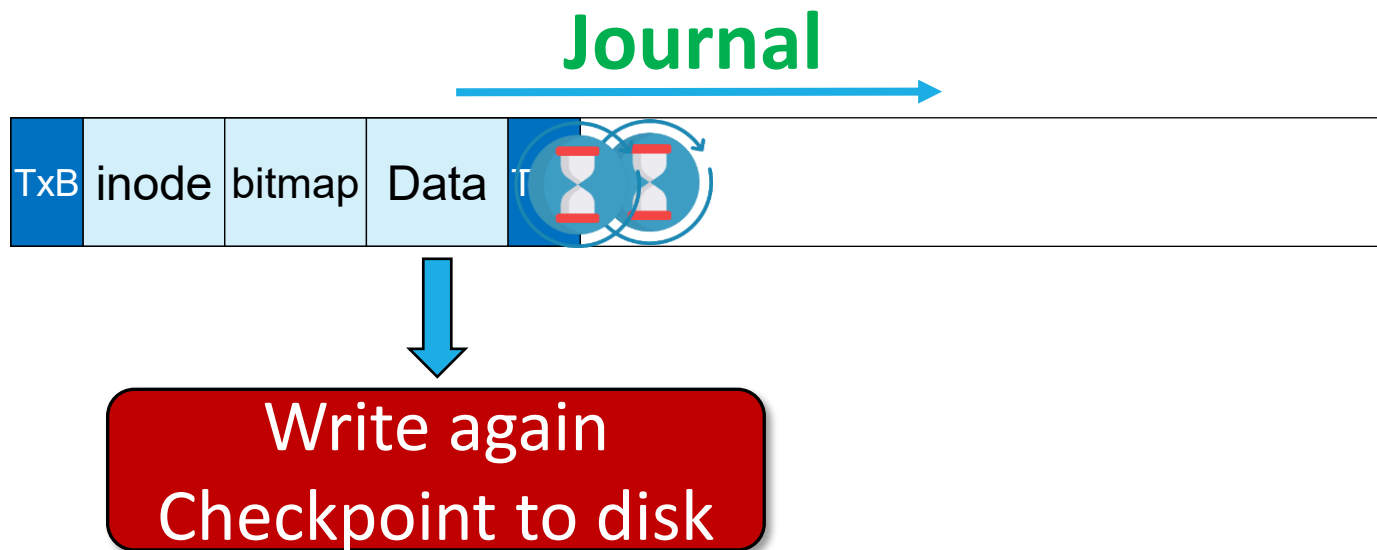 Journal
TxB inode bitmap Data T
Write again
Checkpoint to disk